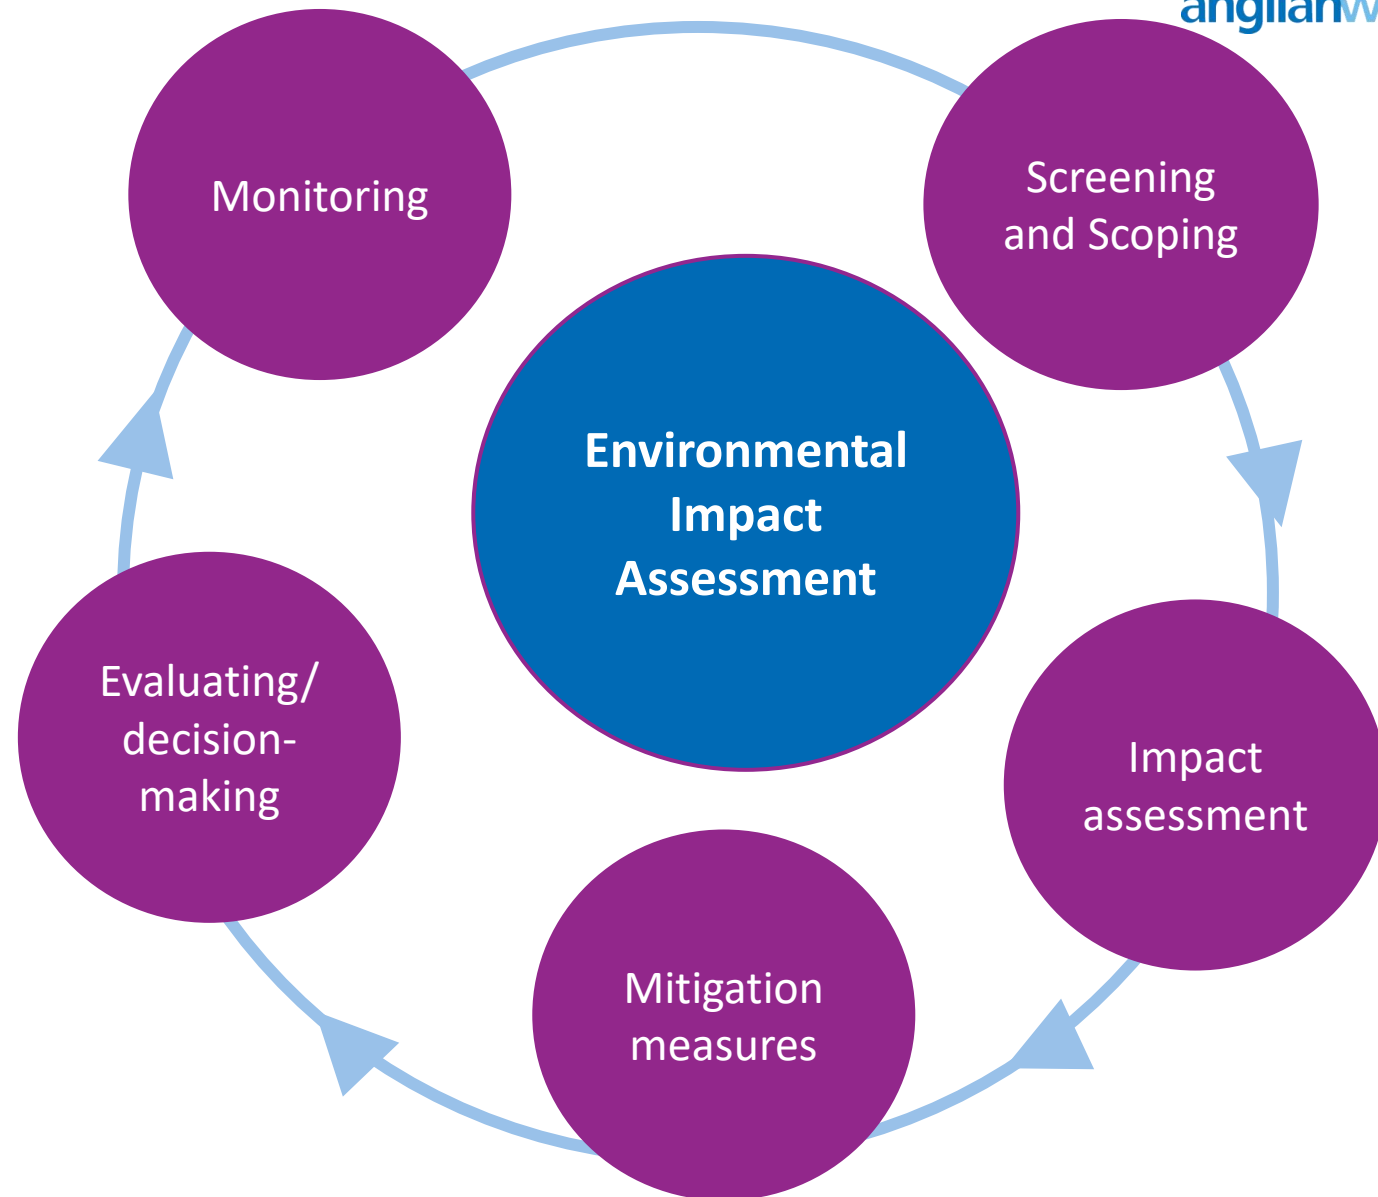 Monitoring
Screening
and Scoping
Environmental
Impact
Assessment
Evaluating/
decision-
making
Impact
assessment
Mitigation
measures